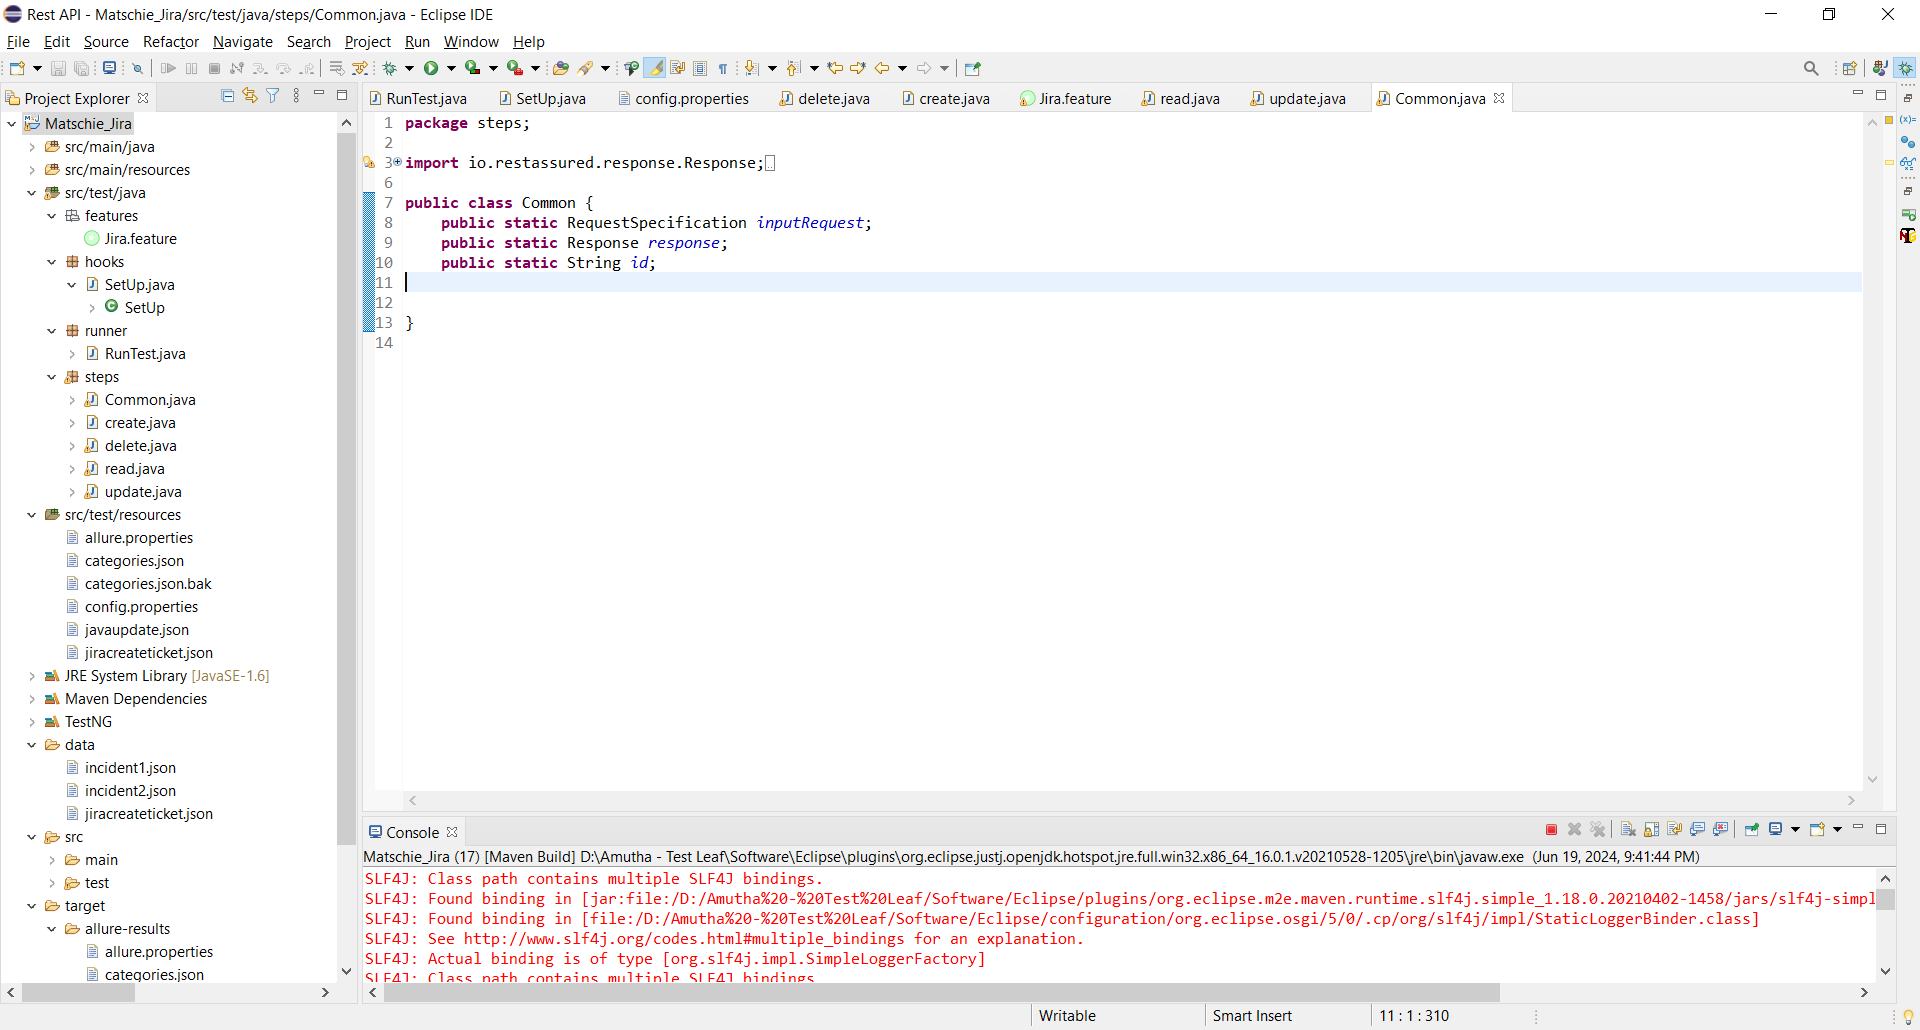 Rest API - Matschie_Jira/src/test/java/steps/Common.java - Eclipse IDE
File Edit Source Refactor Navigate Search Project Run Window Help
Project Explorer
Matschie_Jira
src/main/java
src/main/resources
src/test/java
features
Jira.feature
hooks
SetUp.java
SetUp
runner
RunTest.java
steps
Common.java
create.java
delete.java
read.java
update.java
src/test/resources
allure.properties
categories.json
categories.json.bak
config.properties
javaupdate.json
jiracreateticket.json
JRE System Library [JavaSE-1.6]
Maven Dependencies
TestNG
data
incident1.json
incident2.json
jiracreateticket.json
src
main
test
target
allure-results
allure.properties
categories.json
RunTest.java SetUp.java config.properties delete.java create.java Jira.feature read.java update.java Common.java
1 package steps;
2
3 import io.restassured.response.Response;
6
7 public class Common {
8 public static RequestSpecification inputRequest;
9 public static Response response;
10 public static String id;
11
12
13 }
14
Console
Matschie_Jira (17) [Maven Build] D:\Amutha - Test Leaf\Software\Eclipse\plugins\org.eclipse.justj.openjdk.hotspot.jre.full.win32.x86_64_16.0.1.v20210528-1205\jre\bin\javaw.exe (Jun 19, 2024, 9:41:44 PM)
SLF4J: Class path contains multiple SLF4J bindings.
SLF4J: Found binding in [jar:file:/D:/Amutha%20-%20Test%20Leaf/Software/Eclipse/plugins/org.eclipse.m2e.maven.runtime.slf4j.simple_1.18.0.20210402-1458/jars/slf4j-simpl
SLF4J: Found binding in [file:/D:/Amutha%20-%20Test%20Leaf/Software/Eclipse/configuration/org.eclipse.osgi/5/0/.cp/org/slf4j/impl/StaticLoggerBinder.class]
SLF4J: See http://www.slf4j.org/codes.html#multiple_bindings for an explanation.
SLF4J: Actual binding is of type [org.slf4j.impl.SimpleLoggerFactory]
SLF4J: Class path contains multiple SLF4J bindings
Writable Smart Insert 11 : 1 : 310